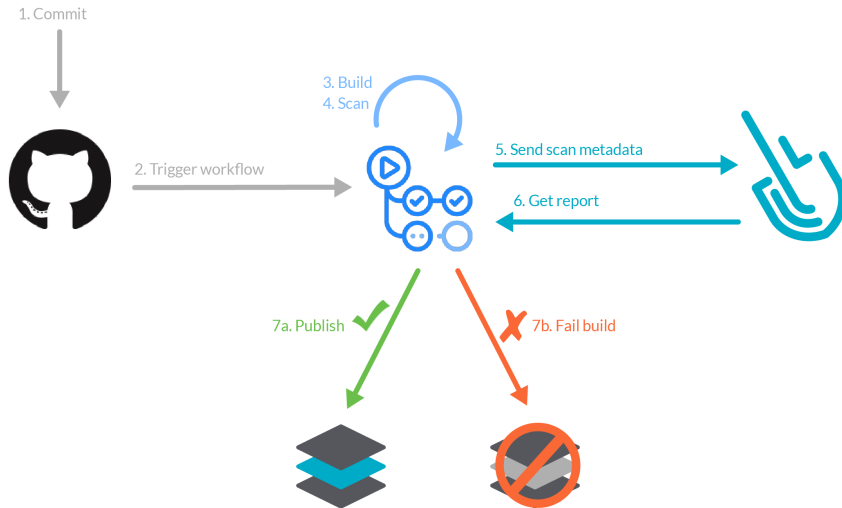 1. Commit
2. Trigger workflow
3. Build
4. Scan
5. Send scan metadata
6. Get report
7a. Publish
7b. Fail build